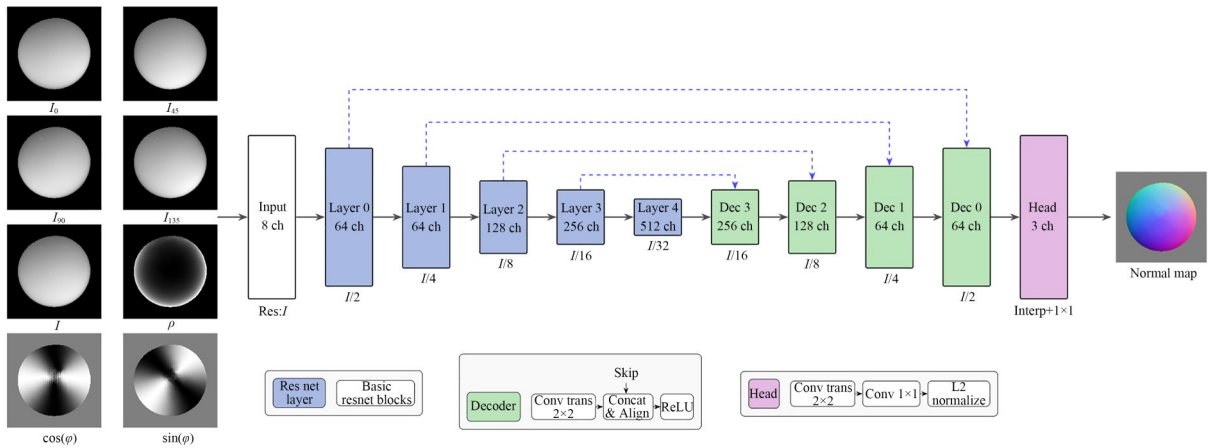 I₀
I₄₅
I₉₀
I₁₃₅
I
ρ
cos(φ)
sin(φ)
Input
8 ch
Res:I
Layer 0
64 ch
I/2
Layer 1
64 ch
I/4
Layer 2
128 ch
I/8
Layer 3
256 ch
I/16
Layer 4
512 ch
I/32
Dec 3
256 ch
I/16
Dec 2
128 ch
I/8
Dec 1
64 ch
I/4
Dec 0
64 ch
I/2
Head
3 ch
Interp+1×1
Normal map
Res net
layer
Basic
resnet blocks
Decoder
Conv trans
2×2
Skip
Concat
& Align
ReLU
Head
Conv trans
2×2
Conv 1×1
L2
normalize